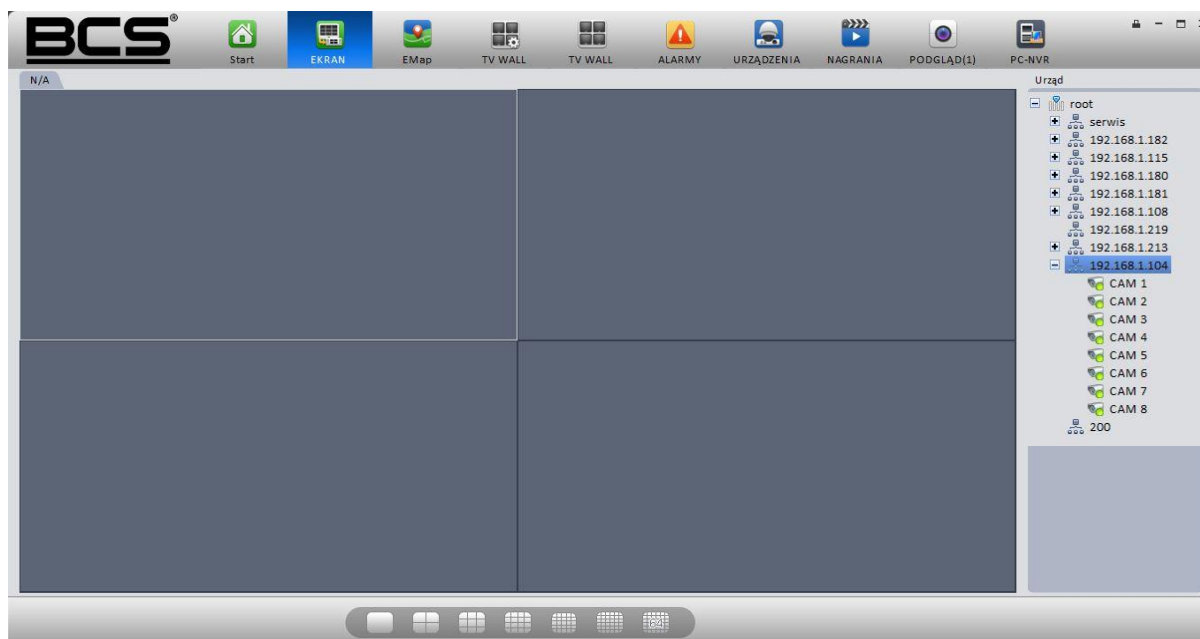 BCS®
Start
EKRAN
EMap
TV WALL
TV WALL
ALARMY
URZĄDZENIA
NAGRANIA
PODGLĄD(1)
PC-NVR
N/A
Urząd
root
serwis
192.168.1.182
192.168.1.115
192.168.1.180
192.168.1.181
192.168.1.108
192.168.1.219
192.168.1.213
192.168.1.104
CAM 1
CAM 2
CAM 3
CAM 4
CAM 5
CAM 6
CAM 7
CAM 8
200
64